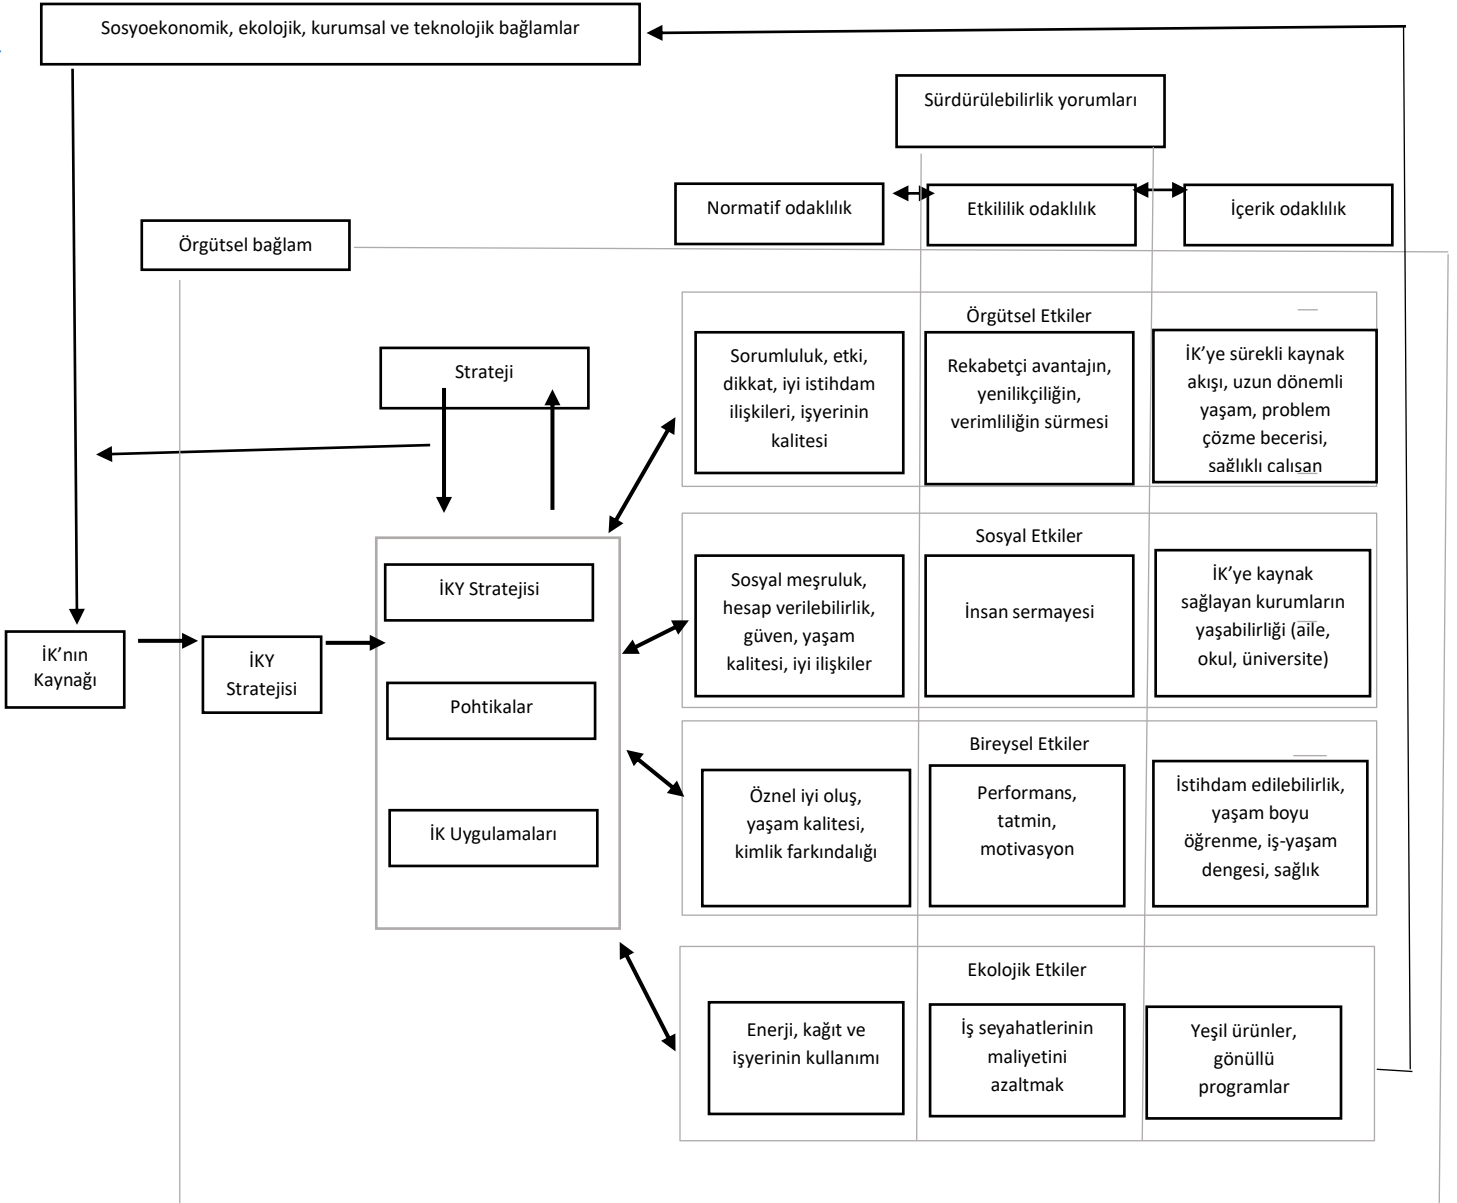 Sosyoekonomik, ekolojik, kurumsal ve teknolojik bağlamlar
Sürdürülebilirlik yorumları
Normatif odaklılık
Etkililik odaklılık
İçerik odaklılık
Örgütsel bağlam
Strateji
Örgütsel Etkiler
Sorumluluk, etki,
dikkat, iyi istihdam
ilişkileri, işyerinin
kalitesi
Rekabetçi avantajın,
yenilikçiliğin,
verimliliğin sürmesi
İK’ye sürekli kaynak
akışı, uzun dönemli
yaşam, problem
çözme becerisi,
sağlıklı calısan
İK’nın
Kaynağı
İKY
Stratejisi
İKY Stratejisi
Pohtikalar
İK Uygulamaları
Sosyal Etkiler
Sosyal meşruluk,
hesap verilebilirlik,
güven, yaşam
kalitesi, iyi ilişkiler
İnsan sermayesi
İK’ye kaynak
sağlayan kurumların
yaşabilirliği (aile,
okul, üniversite)
Bireysel Etkiler
Öznel iyi oluş,
yaşam kalitesi,
kimlik farkındalığı
Performans,
tatmin,
motivasyon
İstihdam edilebilirlik,
yaşam boyu
öğrenme, iş-yaşam
dengesi, sağlık
Ekolojik Etkiler
Enerji, kağıt ve
işyerinin kullanımı
İş seyahatlerinin
maliyetini
azaltmak
Yeşil ürünler,
gönüllü
programlar